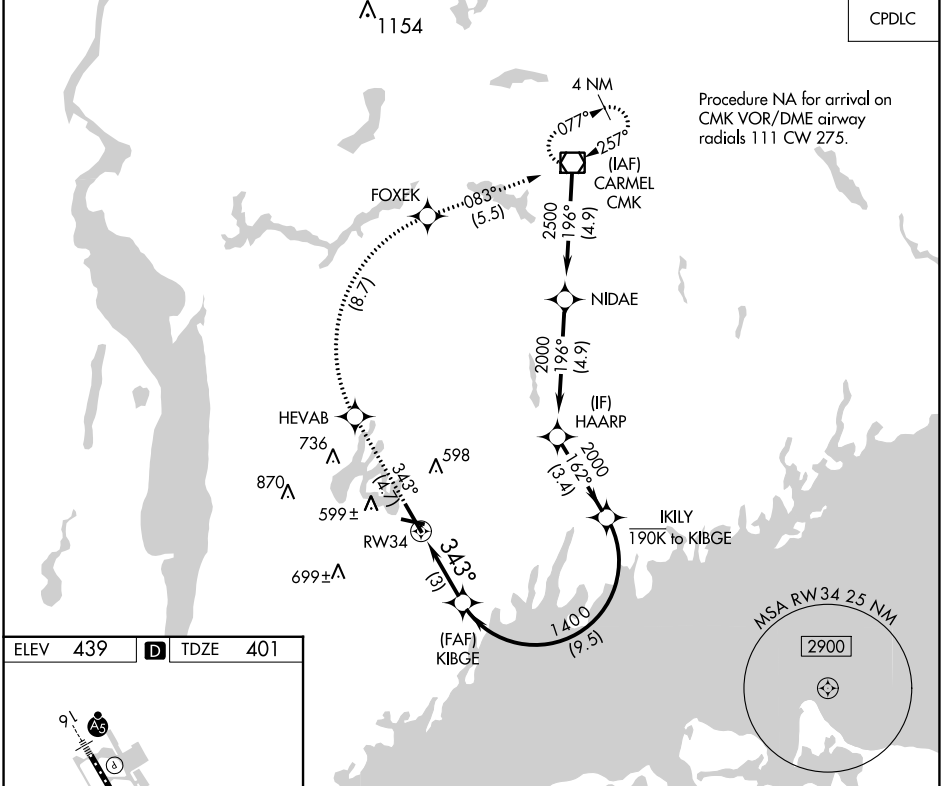 1154
CPDLC
4 NM
077°
257°
Procedure NA for arrival on
CMK VOR/DME airway
radials 111 CW 275.
(IAF)
CARMEL
CMK
FOXEK
083°
(5.5)
2500
196°
(4.9)
(8.7)
NIDAE
2000
196°
(4.9)
(IF)
HAARP
HEVAB
736
598
870
343°
(4.7)
2000
162°
(3.4)
599±
RW34
IKILY
190K to KIBGE
343°
(3)
699±
1400
(9.5)
(FAF)
KIBGE
MSA RW34 25 NM
2900
ELEV 439 D TDZE 401
16
A5
P